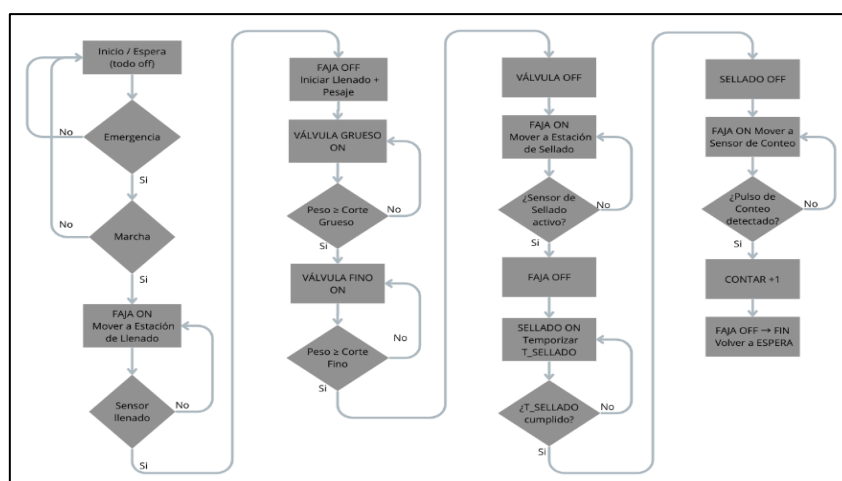 Inicio / Espera
(todo off)
Emergencia
No
Si
Marcha
No
Si
FAJA ON
Mover a Estación
de Llenado
Sensor
llenado
No
Si
FAJA OFF
Iniciar Llenado +
Pesaje
VÁLVULA GRUESO
ON
Peso ≥ Corte
Grueso
No
Si
VÁLVULA FINO
ON
Peso ≥ Corte
Fino
No
Si
VÁLVULA OFF
FAJA ON
Mover a Estación
de Sellado
¿Sensor de
Sellado
activo?
No
Si
FAJA OFF
SELLADO ON
Temporizar
T_SELLADO
¿T_SELLADO
cumplido?
No
Si
SELLADO OFF
FAJA ON Mover a
Sensor de Conteo
¿Pulso de
Conteo
detectado?
No
Si
CONTAR +1
FAJA OFF → FIN
Volver a ESPERA